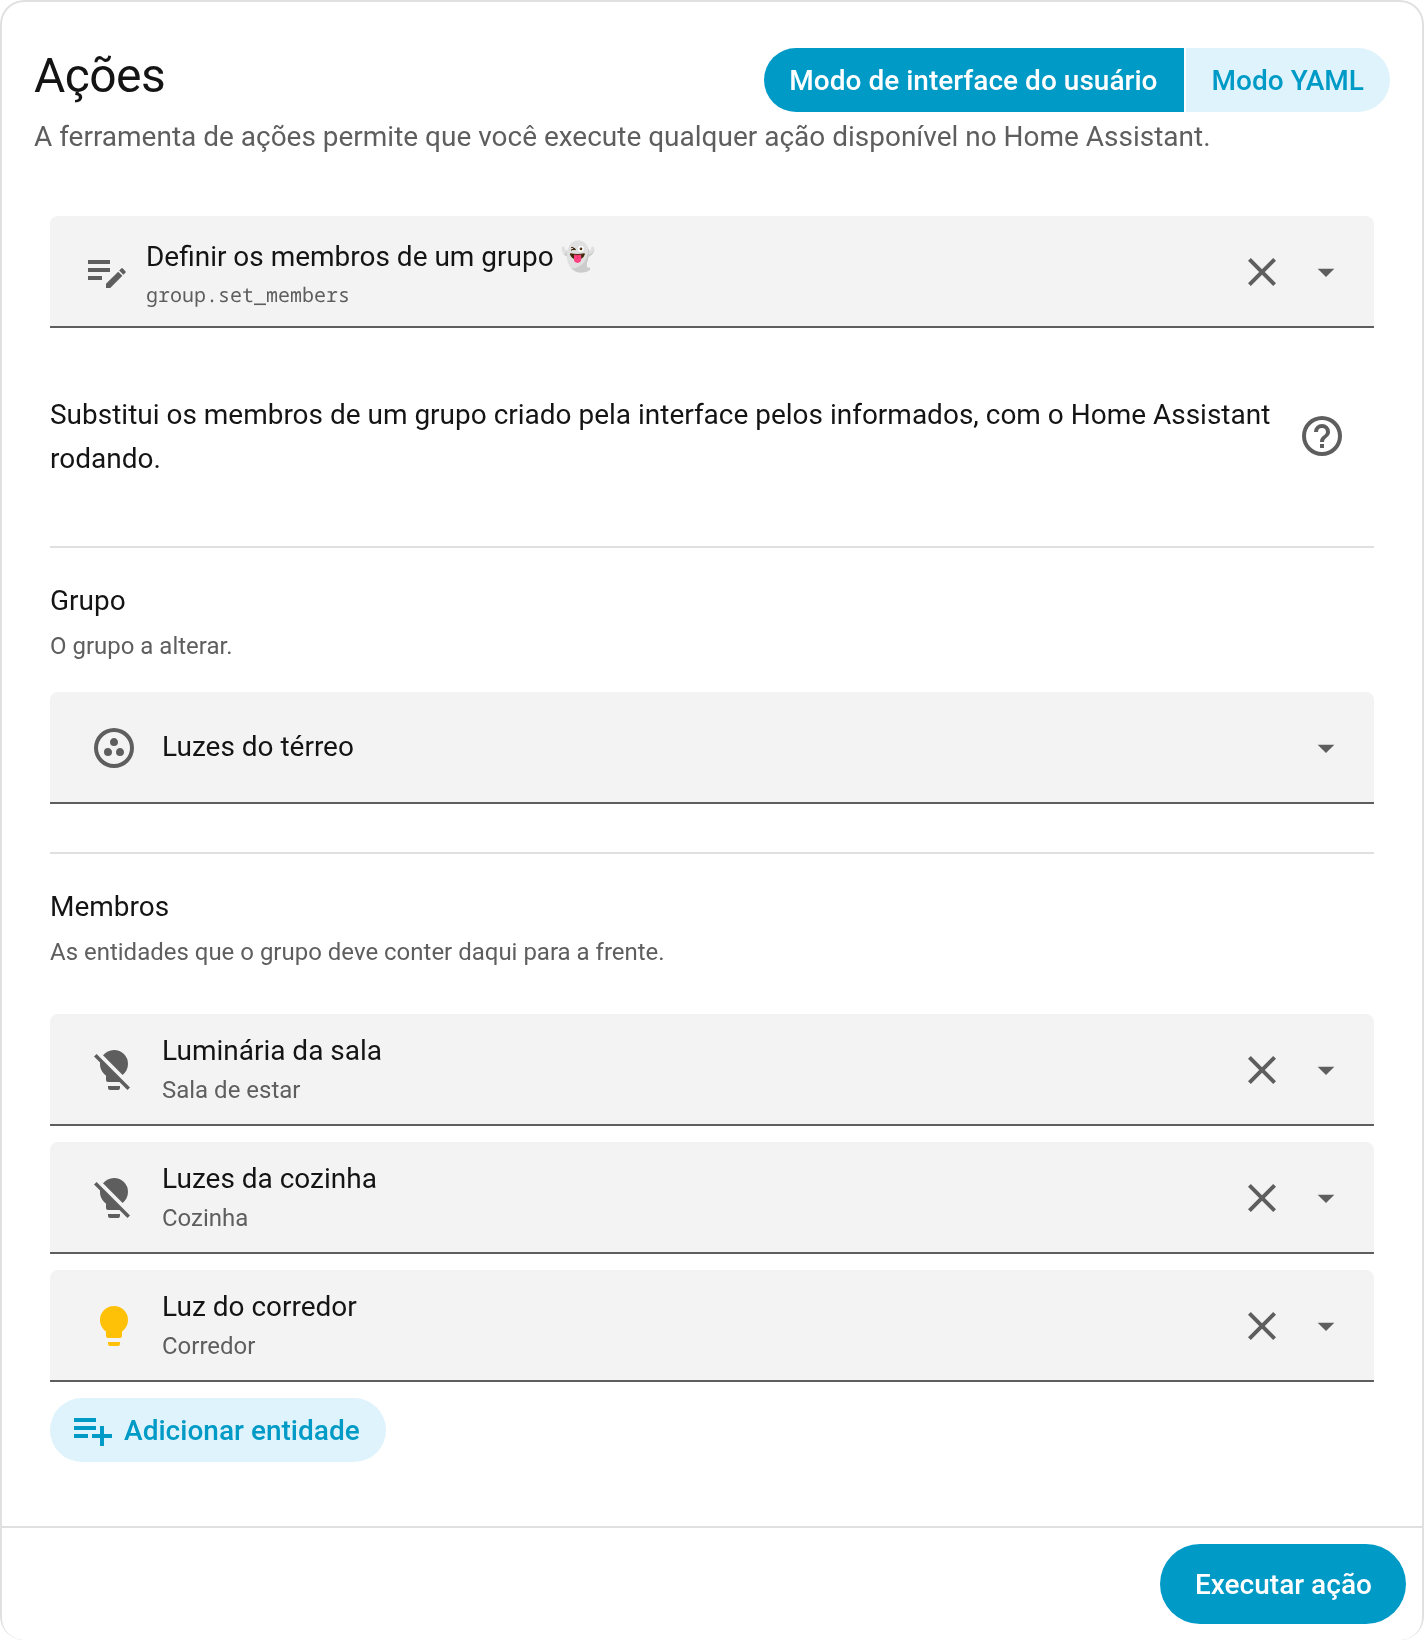 Ações
Modo de interface do usuário
Modo YAML
A ferramenta de ações permite que você execute qualquer ação disponível no Home Assistant.
Definir os membros de um grupo 👻
group.set_members
Substitui os membros de um grupo criado pela interface pelos informados, com o Home Assistant
rodando.
Grupo
O grupo a alterar.
Luzes do térreo
Membros
As entidades que o grupo deve conter daqui para a frente.
Luminária da sala
Sala de estar
Luzes da cozinha
Cozinha
Luz do corredor
Corredor
Adicionar entidade
Executar ação